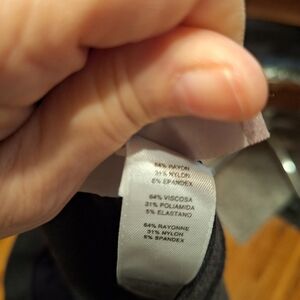 64% RAYON
31% NYLON
5% SPANDEX
64% VISCOSA
31% POLIAMIDA
5% ELASTANO
64% RAYONNE
31% NYLON
5% SPANDEX